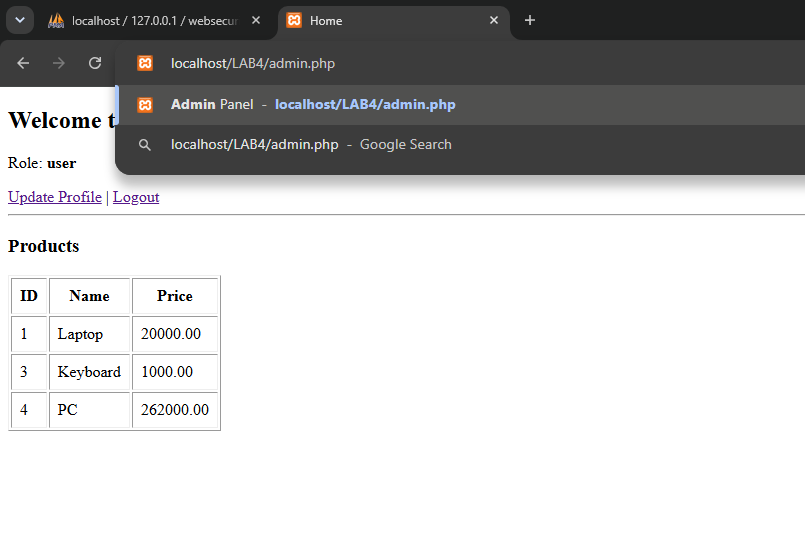 localhost / 127.0.0.1 / websecur
Home
localhost/LAB4/admin.php
Admin Panel - localhost/LAB4/admin.php
localhost/LAB4/admin.php - Google Search
Welcome t
Role: user
Update Profile | Logout
Products
ID Name Price
1 Laptop 20000.00
3 Keyboard 1000.00
4 PC 262000.00